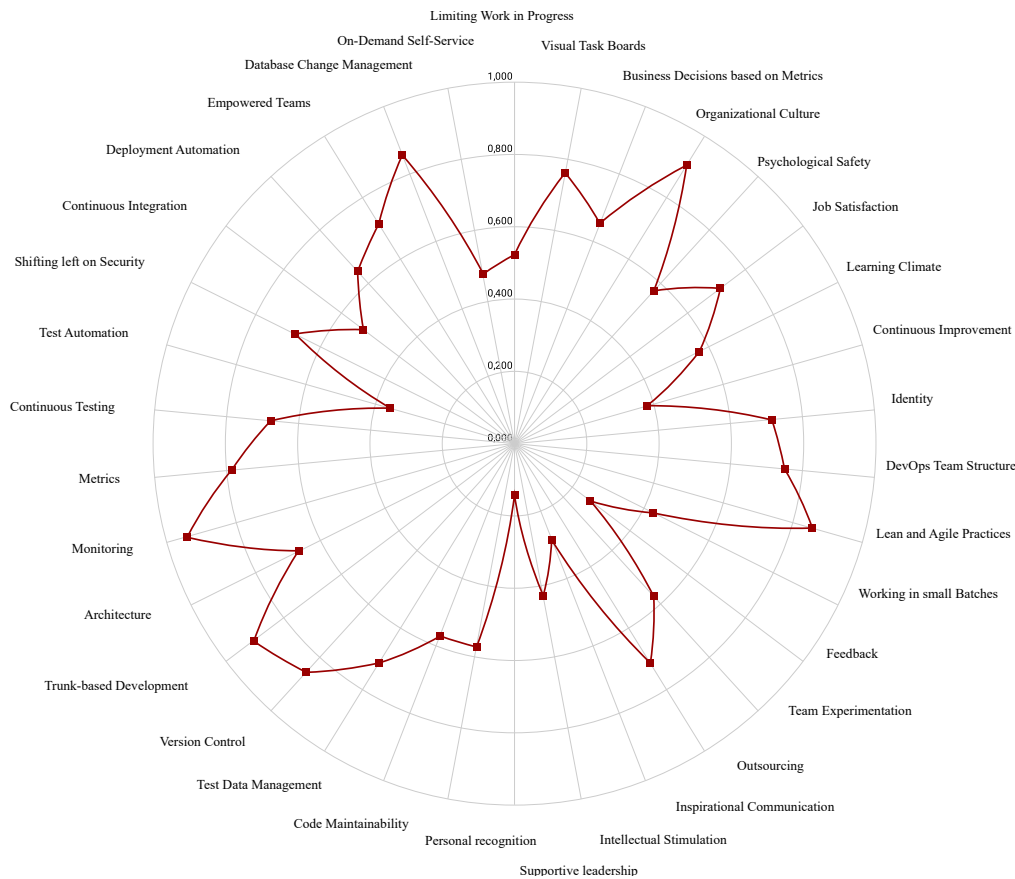 Limiting Work in Progress
On-Demand Self-Service
Visual Task Boards
Database Change Management
Business Decisions based on Metrics
1,000
Empowered Teams
Organizational Culture
Deployment Automation
0,800
Psychological Safety
Continuous Integration
Job Satisfaction
0,600
Shifting left on Security
Learning Climate
0,400
Test Automation
Continuous Improvement
0,200
Continuous Testing
Identity
0,000
Metrics
DevOps Team Structure
Monitoring
Lean and Agile Practices
Architecture
Working in small Batches
Trunk-based Development
Feedback
Version Control
Team Experimentation
Test Data Management
Outsourcing
Code Maintainability
Inspirational Communication
Personal recognition
Intellectual Stimulation
Supportive leadership